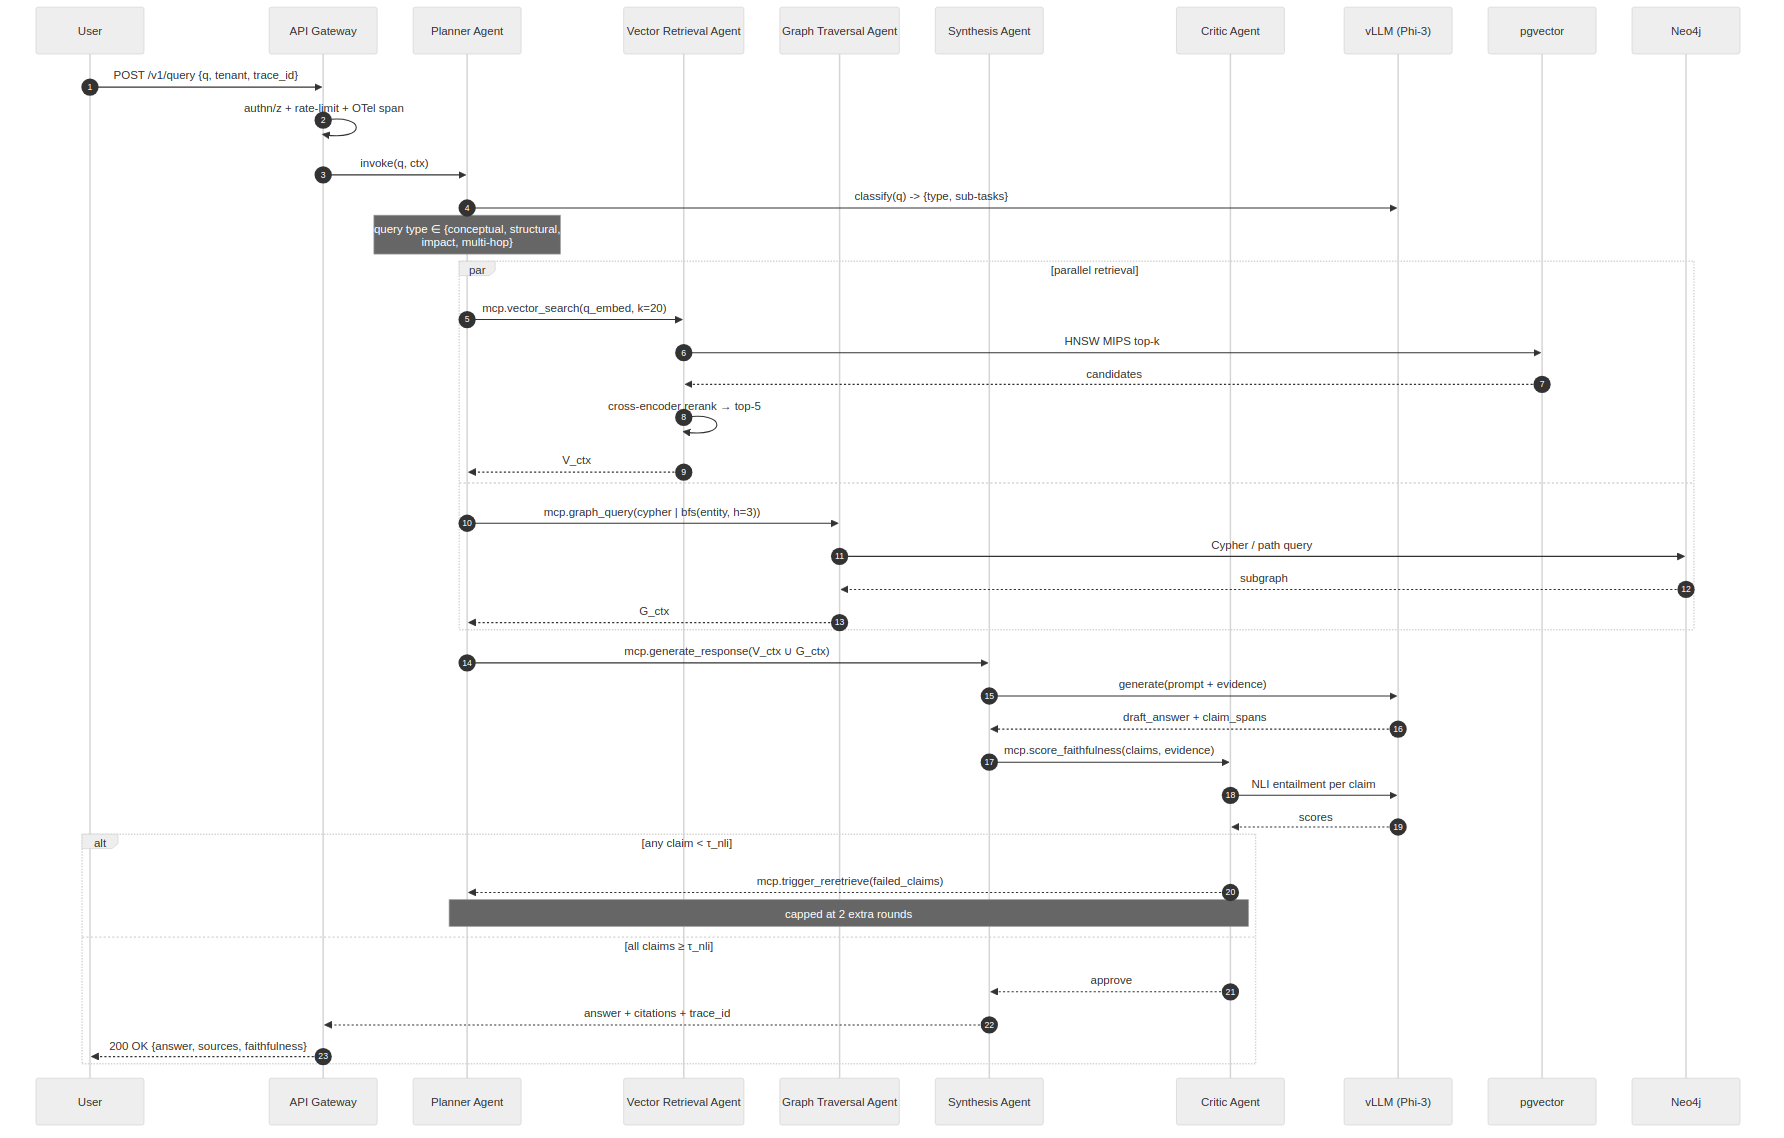 User
API Gateway
Planner Agent
Vector Retrieval Agent
Graph Traversal Agent
Synthesis Agent
Critic Agent
vLLM (Phi-3)
pgvector
Neo4j
POST /v1/query {q, tenant, trace_id}
1
authn/z + rate-limit + OTel span
2
invoke(q, ctx)
3
classify(q) -> {type, sub-tasks}
4
query type ∈ {conceptual, structural,
impact, multi-hop}
par
[parallel retrieval]
mcp.vector_search(q_embed, k=20)
5
HNSW MIPS top-k
6
candidates
7
cross-encoder rerank → top-5
8
V_ctx
9
mcp.graph_query(cypher | bfs(entity, h=3))
10
Cypher / path query
11
subgraph
12
G_ctx
13
mcp.generate_response(V_ctx ∪ G_ctx)
14
generate(prompt + evidence)
15
draft_answer + claim_spans
16
mcp.score_faithfulness(claims, evidence)
17
NLI entailment per claim
18
scores
19
alt
[any claim < τ_nli]
mcp.trigger_reretrieve(failed_claims)
20
capped at 2 extra rounds
[all claims ≥ τ_nli]
approve
21
answer + citations + trace_id
22
200 OK {answer, sources, faithfulness}
23
User
API Gateway
Planner Agent
Vector Retrieval Agent
Graph Traversal Agent
Synthesis Agent
Critic Agent
vLLM (Phi-3)
pgvector
Neo4j